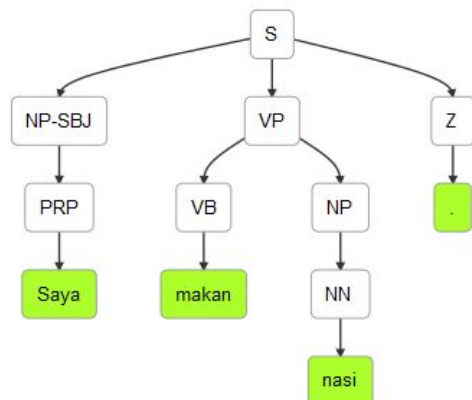 S
NP-SBJ VP Z
PRP VB NP .
Saya makan NN
nasi